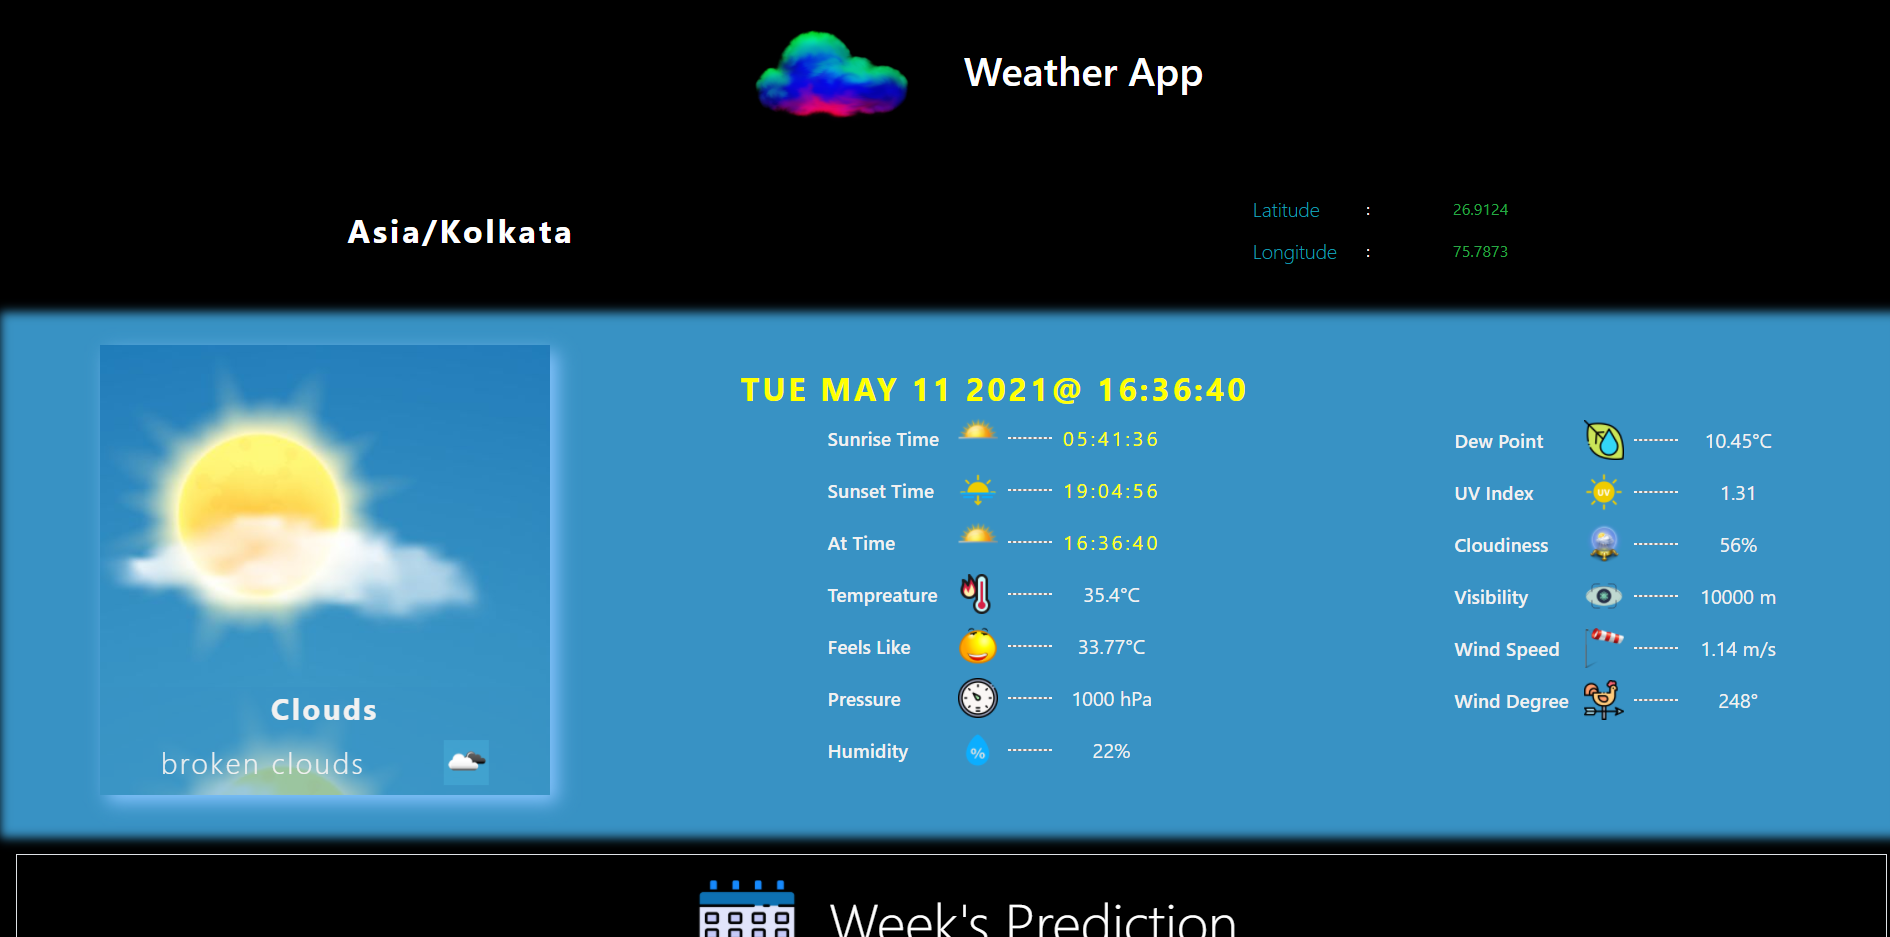 Weather App
Asia/Kolkata
Latitude : 26.9124
Longitude : 75.7873
TUE MAY 11 2021@ 16:36:40
Sunrise Time --------- 05:41:36
Sunset Time --------- 19:04:56
At Time --------- 16:36:40
Tempreature --------- 35.4°C
Feels Like --------- 33.77°C
Pressure --------- 1000 hPa
Humidity % --------- 22%
Dew Point --------- 10.45°C
UV Index UV --------- 1.31
Cloudiness --------- 56%
Visibility --------- 10000 m
Wind Speed --------- 1.14 m/s
Wind Degree --------- 248°
Clouds
broken clouds
Week's Prediction